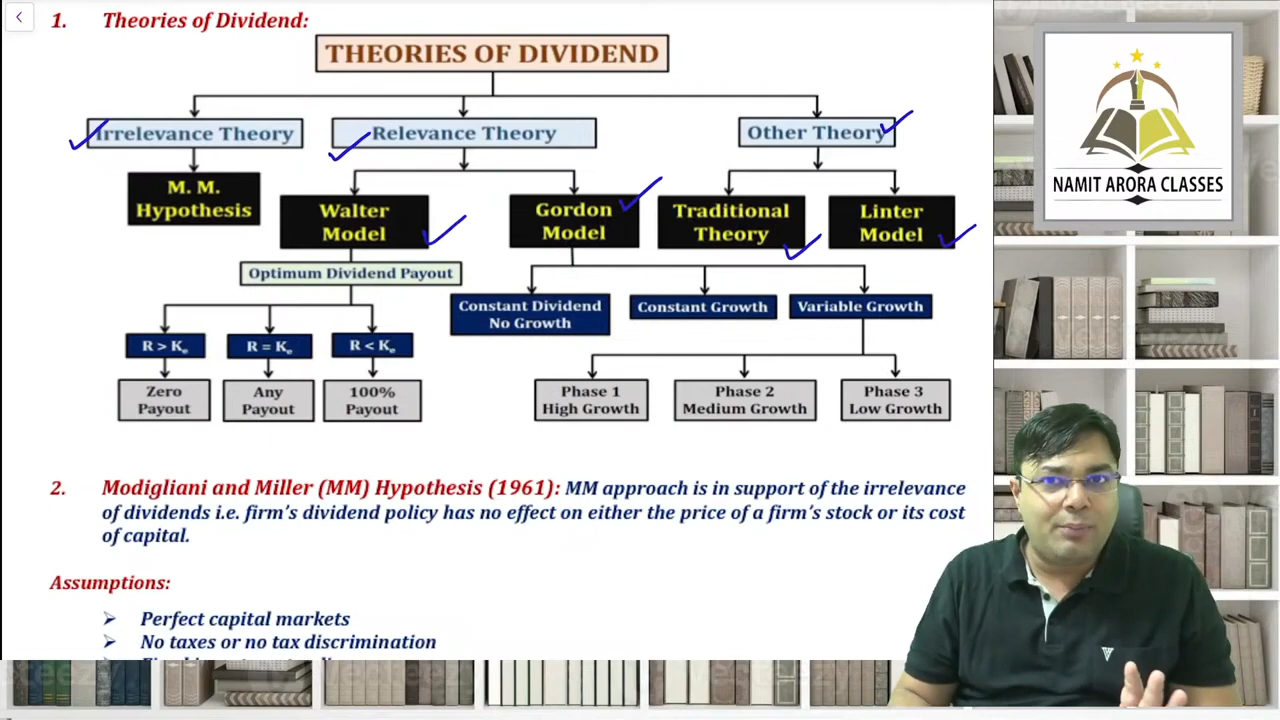 1. Theories of Dividend:
THEORIES OF DIVIDEND
Irrelevance Theory
Relevance Theory
Other Theory
M. M.
Hypothesis
Walter
Model
Gordon
Model
Traditional
Theory
Linter
Model
Optimum Dividend Payout
Constant Dividend
No Growth
Constant Growth
Variable Growth
R > Ke
R = Ke
R < Ke
Zero
Payout
Any
Payout
100%
Payout
Phase 1
High Growth
Phase 2
Medium Growth
Phase 3
Low Growth
2. Modigliani and Miller (MM) Hypothesis (1961): MM approach is in support of the irrelevance
of dividends i.e. firm's dividend policy has no effect on either the price of a firm's stock or its cost
of capital.
Assumptions:
➢ Perfect capital markets
➢ No taxes or no tax discrimination
NAMIT ARORA CLASSES